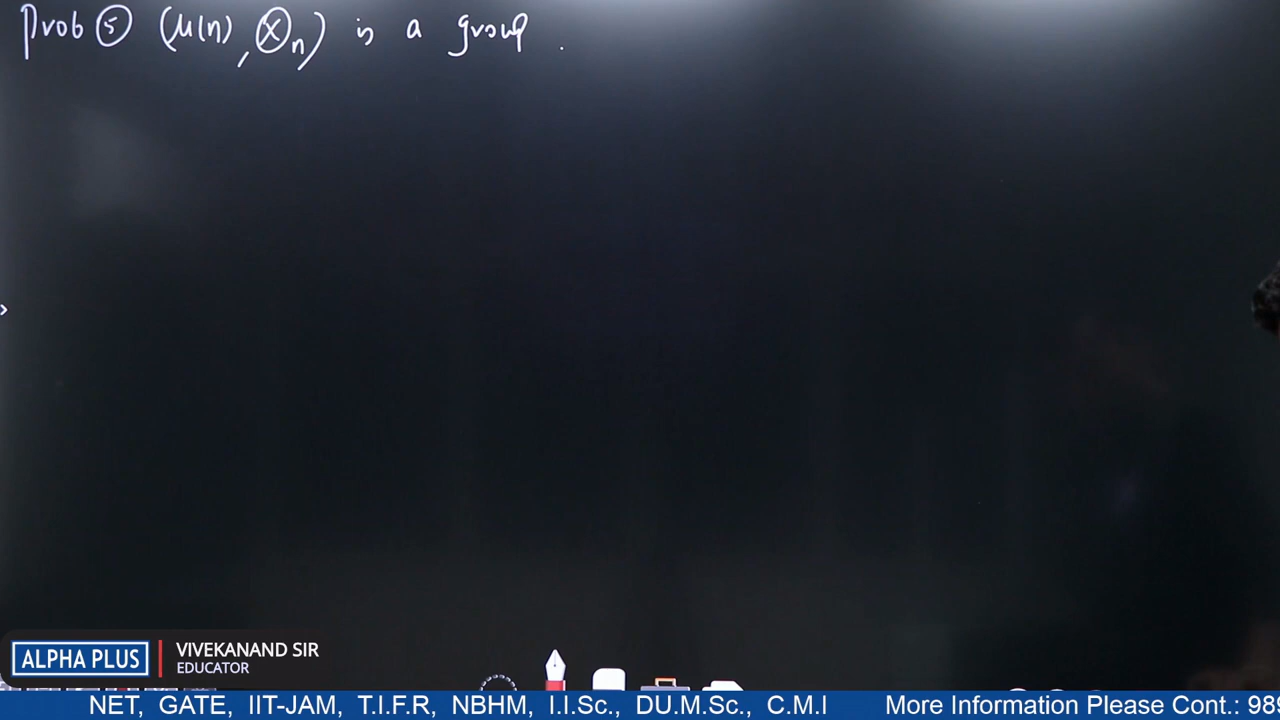 Prob ⑤ (U(n), ⊗n) is a group.
ALPHA PLUS
VIVEKANAND SIR
EDUCATOR
NET, GATE, IIT-JAM, T.I.F.R, NBHM, I.I.Sc., DU.M.Sc., C.M.I More Information Please Cont.: 989